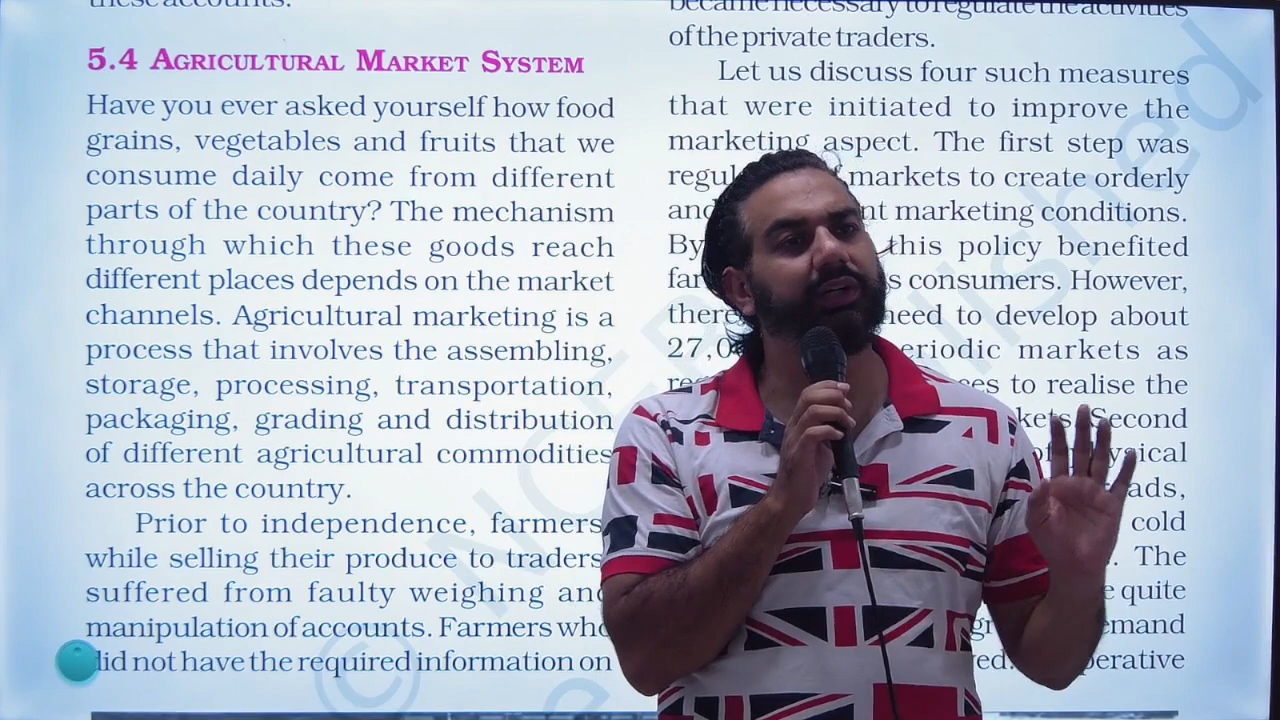 these accounts.
5.4 AGRICULTURAL MARKET SYSTEM
Have you ever asked yourself how food
grains, vegetables and fruits that we
consume daily come from different
parts of the country? The mechanism
through which these goods reach
different places depends on the market
channels. Agricultural marketing is a
process that involves the assembling,
storage, processing, transportation,
packaging, grading and distribution
of different agricultural commodities
across the country.
Prior to independence, farmers,
while selling their produce to traders,
suffered from faulty weighing and
manipulation of accounts. Farmers who
did not have the required information on
became necessary to regulate the activities
of the private traders.
Let us discuss four such measures
that were initiated to improve the
marketing aspect. The first step was
markets to create orderly
and marketing conditions.
By this policy benefited
consumers. However,
there need to develop about
periodic markets as
to realise the
Second
physical
cold
The
quite